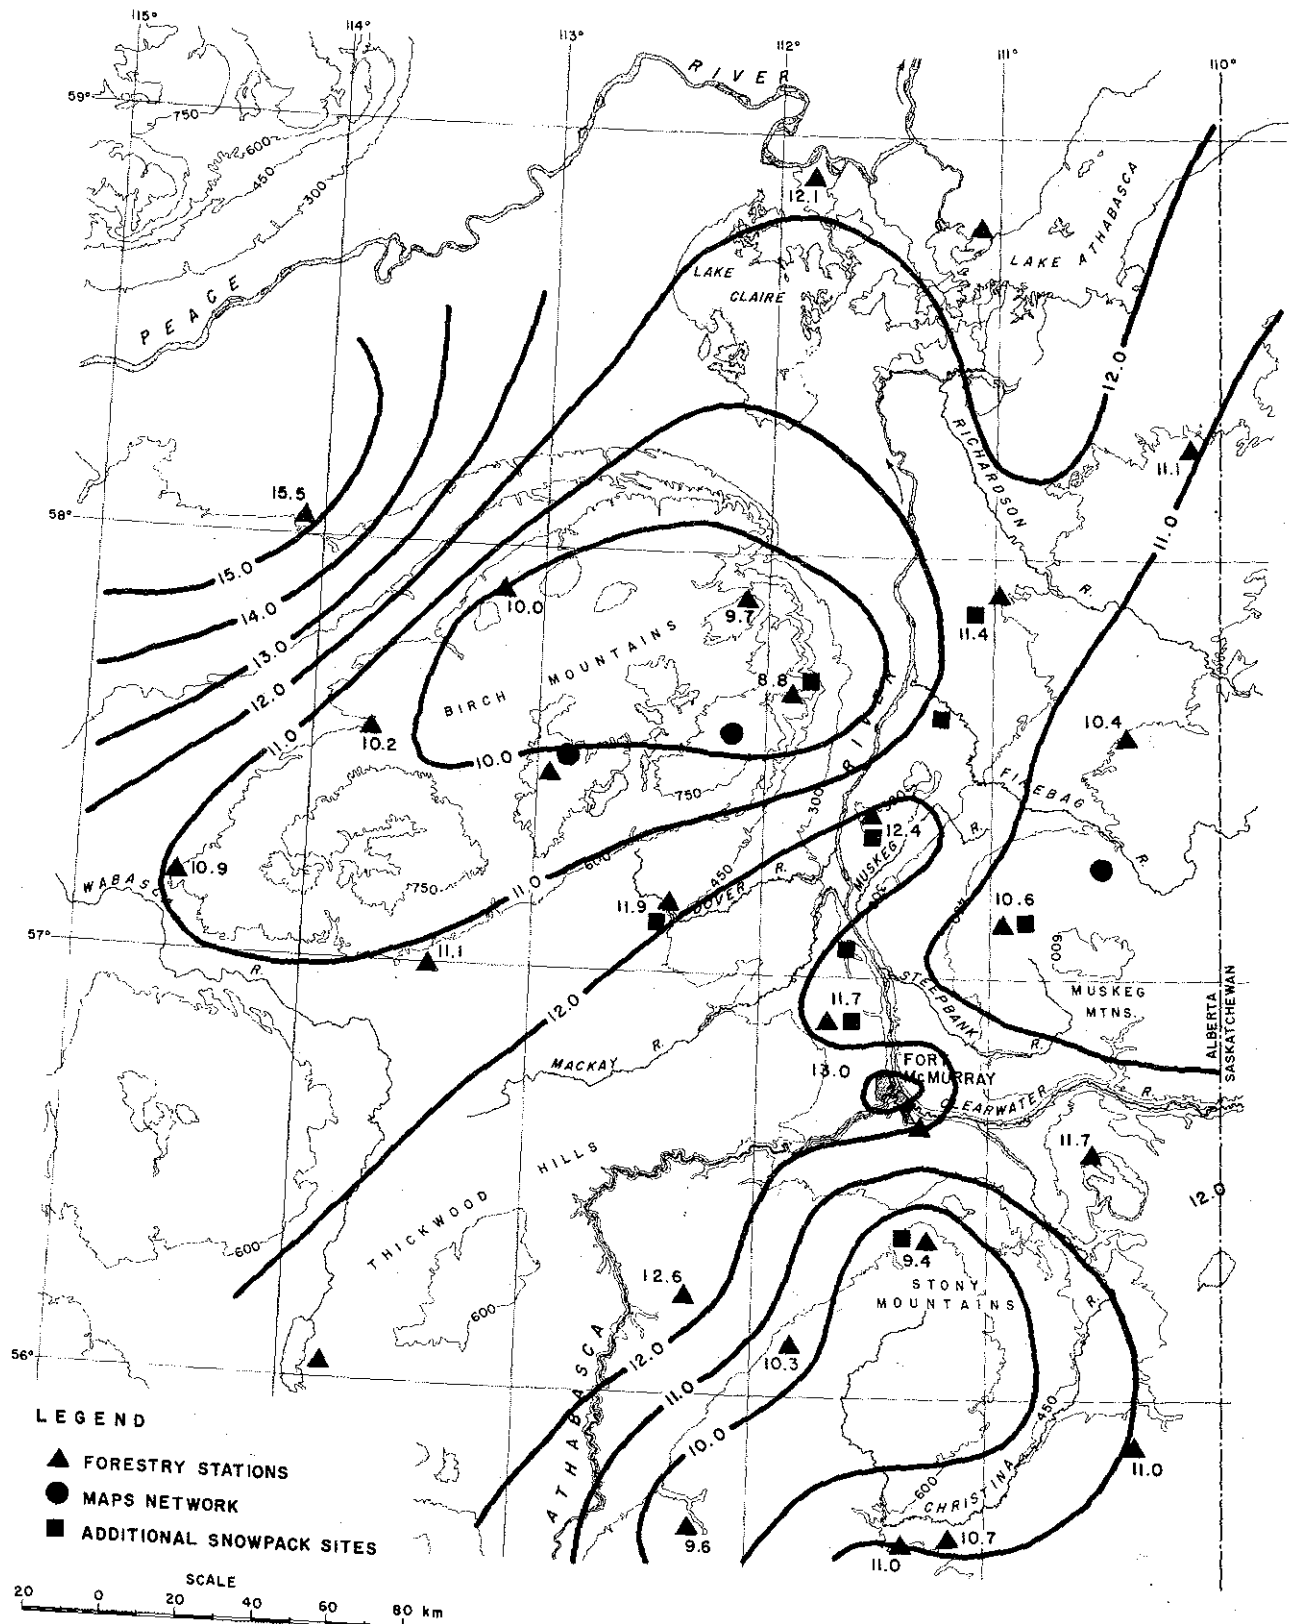 115°
114°
113°
112°
111°
110°
59°
750
600
450
300
PEACE
RIVER
12.1
LAKE ATHABASCA
LAKE
CLAIRE
12.0
RICHARDSON
R.
11.1
11.0
15.5
58°
15.0
14.0
13.0
12.0
11.0
10.0
9.7
11.4
BIRCH MOUNTAINS
8.8
RIVER
10.2
10.0
10.4
750
300
FIREBAG
R.
R.
12.4
MUSKEG
10.9
WABASCA
750
11.0
600
450
DOVER
R.
11.9
10.6
600
57°
R.
11.1
STEEPBANK
R.
MUSKEG
MTNS.
ALBERTA
SASKATCHEWAN
12.0
11.7
MACKAY
R.
13.0
FORT
McMURRAY
CLEARWATER
R.
11.7
12.0
THICKWOOD
HILLS
600
9.4
STONY
MOUNTAINS
R.
12.6
600
10.3
56°
12.0
11.0
10.0
450
ATHABASCA
600
CHRISTINA
11.0
9.6
11.0
10.7
LEGEND
FORESTRY STATIONS
MAPS NETWORK
ADDITIONAL SNOWPACK SITES
SCALE
20 0 20 40 60 80 km